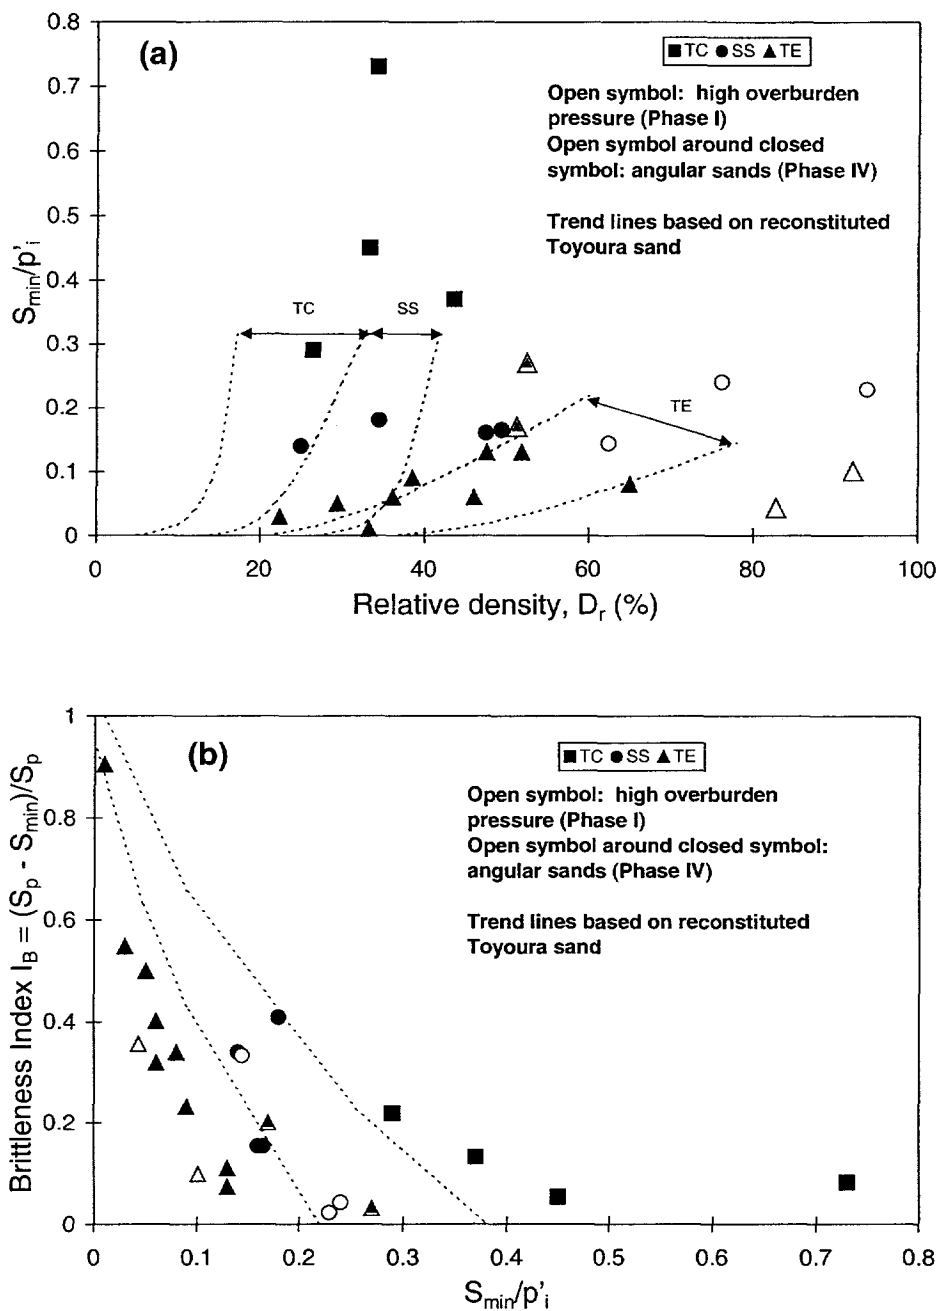 0.8
(a)
■ TC ● SS ▲ TE
0.7
Open symbol: high overburden
pressure (Phase I)
Open symbol around closed
symbol: angular sands (Phase IV)
0.6
0.5
Trend lines based on reconstituted
Toyoura sand
S_min/p'_i
0.4
TC
SS
0.3
0.2
TE
0.1
0
0 20 40 60 80 100
Relative density, D_r (%)
1
(b)
■ TC ● SS ▲ TE
Open symbol: high overburden
pressure (Phase I)
Open symbol around closed symbol:
angular sands (Phase IV)
0.8
Trend lines based on reconstituted
Toyoura sand
0.6
Brittleness Index I_B = (S_p - S_min)/S_p
0.4
0.2
0
0 0.1 0.2 0.3 0.4 0.5 0.6 0.7 0.8
S_min/p'_i